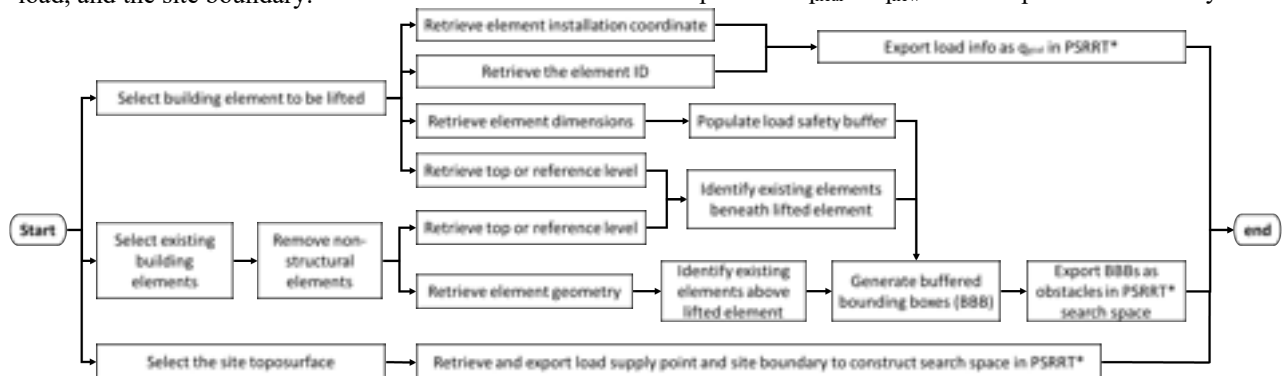 load, and the site boundary.
Retrieve element installation coordinate
Export load info as q_goal in PSRRT*
Retrieve the element ID
Select building element to be lifted
Retrieve element dimensions
Populate load safety buffer
Retrieve top or reference level
Identify existing elements
beneath lifted element
Start
Select existing
building
elements
Remove non-
structural
elements
Retrieve top or reference level
end
Retrieve element geometry
Identify existing
elements above
lifted element
Generate buffered
bounding boxes (BBB)
Export BBBs as
obstacles in PSRRT*
search space
Select the site toposurface
Retrieve and export load supply point and site boundary to construct search space in PSRRT*